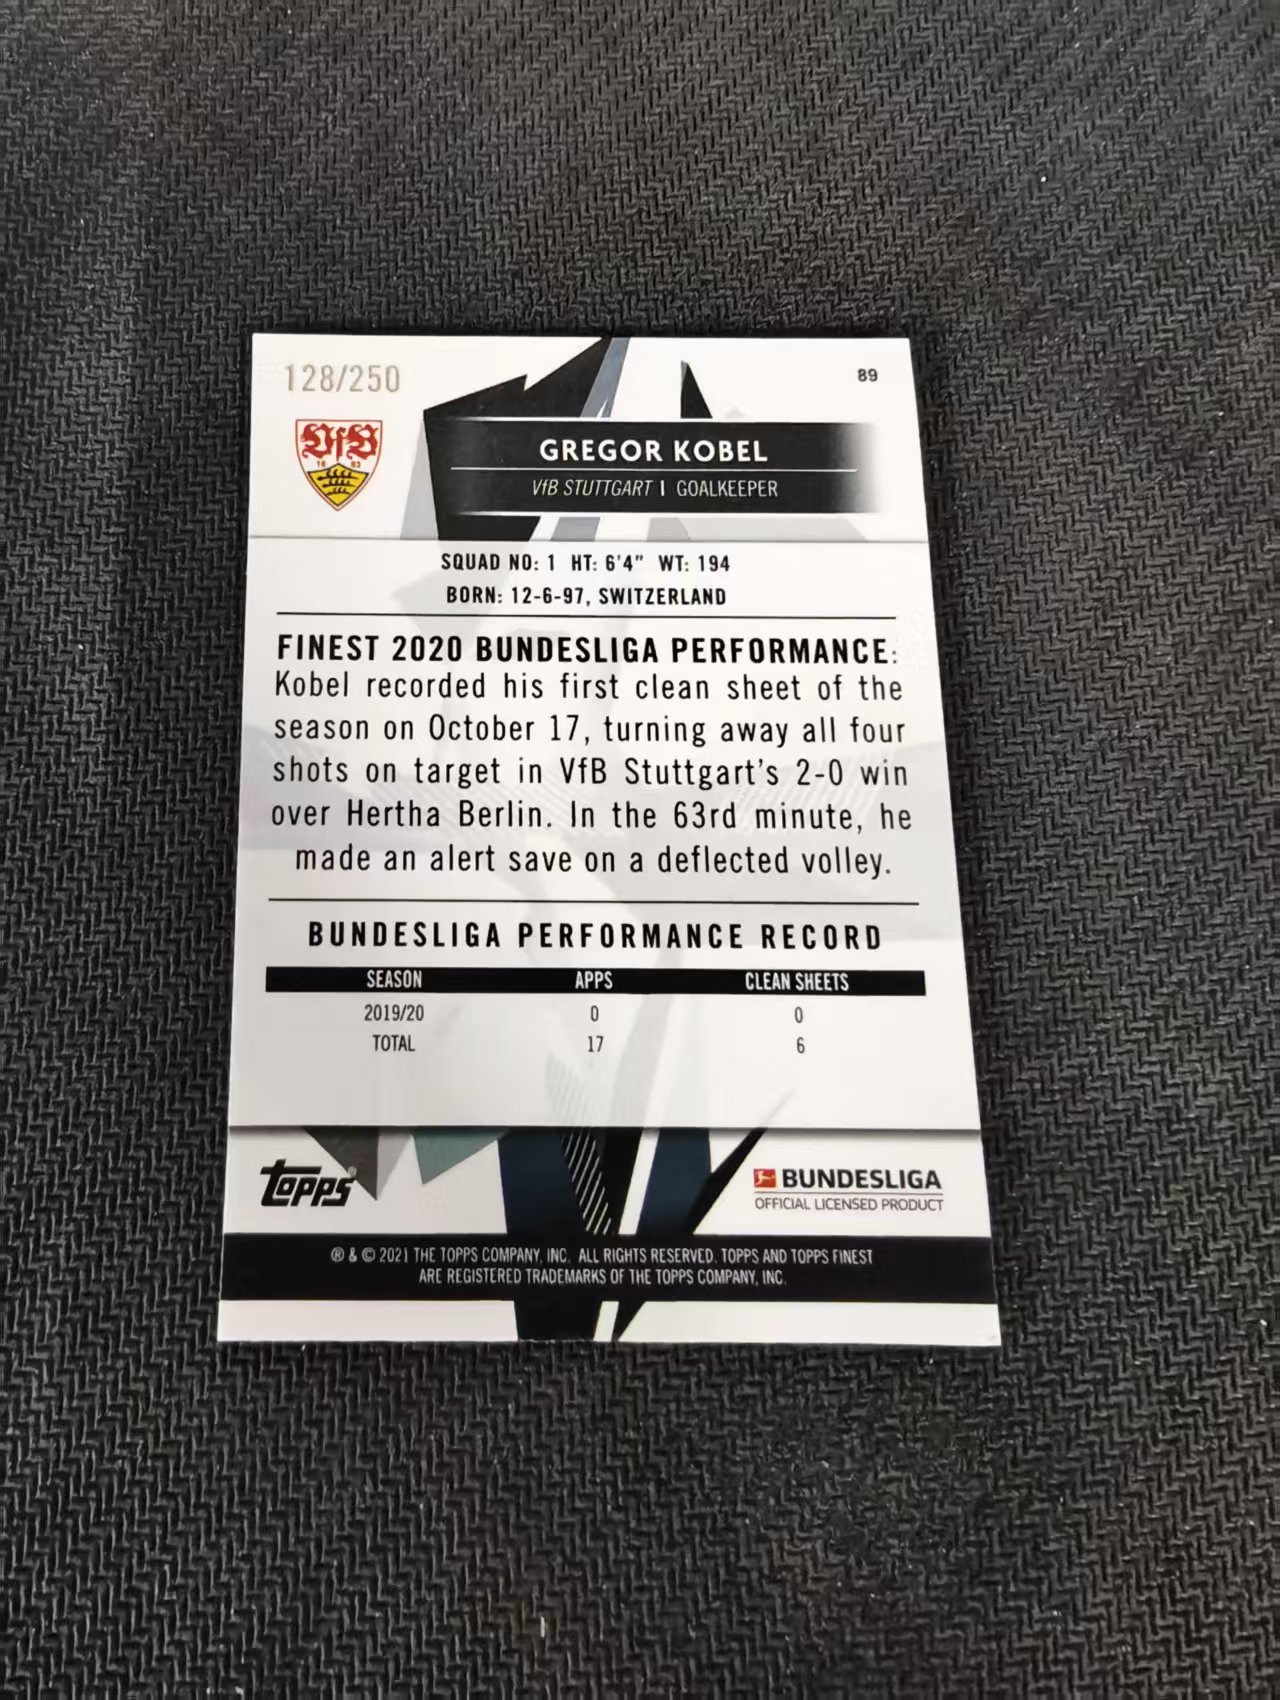 128/250
89
VfB
18 93
GREGOR KOBEL
VfB STUTTGART | GOALKEEPER
SQUAD NO: 1 HT: 6'4" WT: 194
BORN: 12-6-97, SWITZERLAND
FINEST 2020 BUNDESLIGA PERFORMANCE:
Kobel recorded his first clean sheet of the
season on October 17, turning away all four
shots on target in VfB Stuttgart's 2-0 win
over Hertha Berlin. In the 63rd minute, he
made an alert save on a deflected volley.
BUNDESLIGA PERFORMANCE RECORD
SEASON APPS CLEAN SHEETS
2019/20 0 0
TOTAL 17 6
topps®
BUNDESLIGA
OFFICIAL LICENSED PRODUCT
® & © 2021 THE TOPPS COMPANY, INC. ALL RIGHTS RESERVED. TOPPS AND TOPPS FINEST
ARE REGISTERED TRADEMARKS OF THE TOPPS COMPANY, INC.